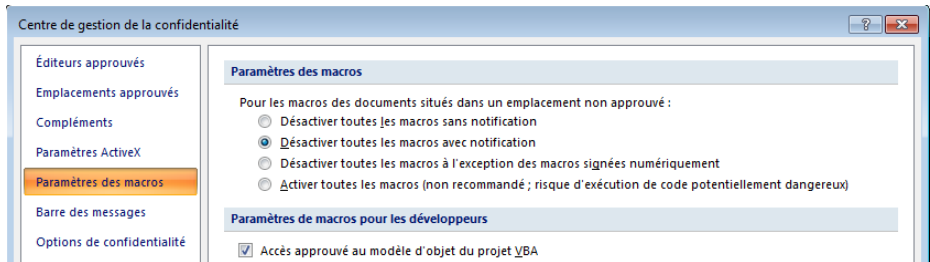 Centre de gestion de la confidentialité
Éditeurs approuvés
Emplacements approuvés
Compléments
Paramètres ActiveX
Paramètres des macros
Barre des messages
Options de confidentialité
Paramètres des macros
Pour les macros des documents situés dans un emplacement non approuvé :
Désactiver toutes les macros sans notification
Désactiver toutes les macros avec notification
Désactiver toutes les macros à l'exception des macros signées numériquement
Activer toutes les macros (non recommandé ; risque d'exécution de code potentiellement dangereux)
Paramètres de macros pour les développeurs
Accès approuvé au modèle d'objet du projet VBA